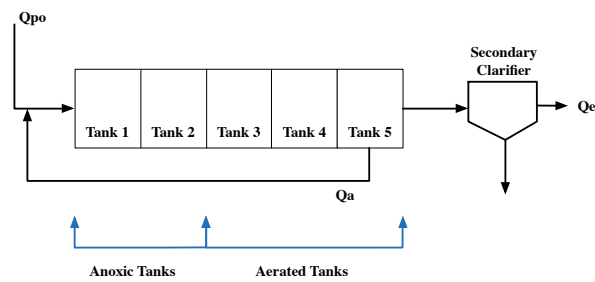 Qpo
Secondary
Clarifier
Qe
Tank 1
Tank 2
Tank 3
Tank 4
Tank 5
Qa
Anoxic Tanks
Aerated Tanks